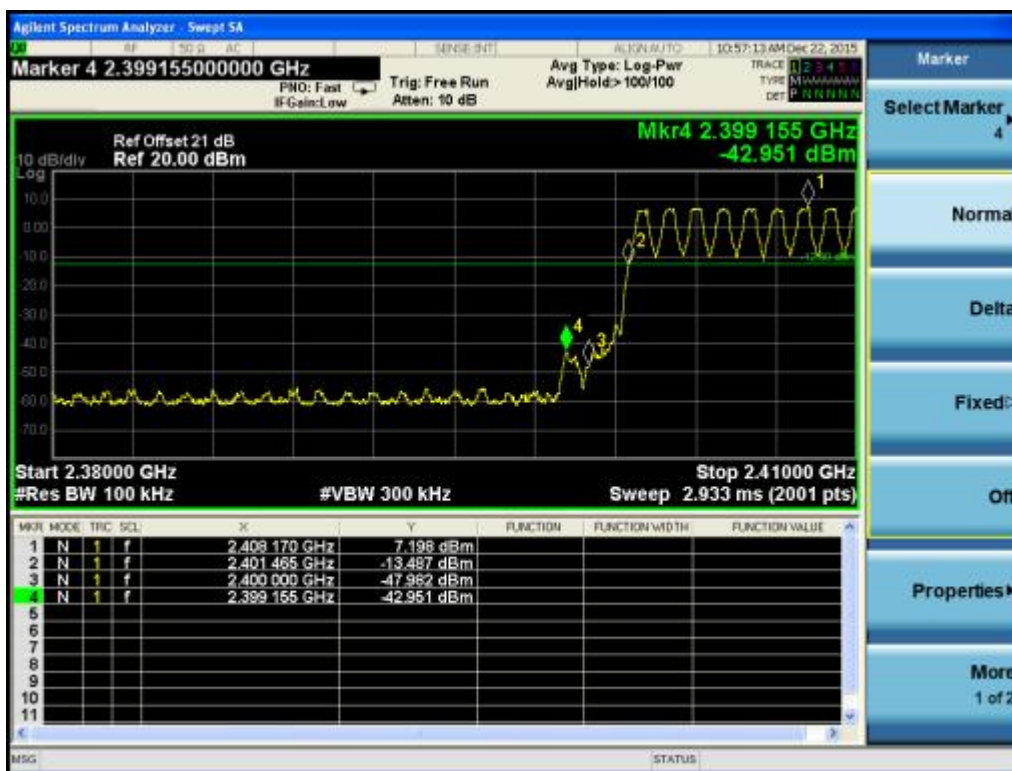 Agilent Spectrum Analyzer - Swept SA
RF 50 Ω AC SENSE:INT ALIGN AUTO 10:57:13 AM Dec 22, 2015
Marker 4 2.399155000000 GHz
PNO: Fast
IFGain:Low
Trig: Free Run
Atten: 10 dB
Avg Type: Log-Pwr
Avg|Hold:> 100/100
TRACE 1 2 3 4 5 6
TYPE M
DET P N N N N N
Ref Offset 21 dB
10 dB/div Ref 20.00 dBm
Log
Mkr4 2.399 155 GHz
-42.951 dBm
10.0
0.00
-10.0
-20.0
-30.0
-40.0
-50.0
-60.0
-70.0
1
2
3
4
Start 2.38000 GHz Stop 2.41000 GHz
#Res BW 100 kHz #VBW 300 kHz Sweep 2.933 ms (2001 pts)
MKR MODE TRC SCL X Y FUNCTION FUNCTION WIDTH FUNCTION VALUE
1 N 1 f 2.408 170 GHz 7.198 dBm
2 N 1 f 2.401 465 GHz -13.487 dBm
3 N 1 f 2.400 000 GHz -47.982 dBm
4 N 1 f 2.399 155 GHz -42.951 dBm
5
6
7
8
9
10
11
MSG STATUS
Marker
Select Marker
4
Norma
Delta
Fixed
Off
Properties
More
1 of 2